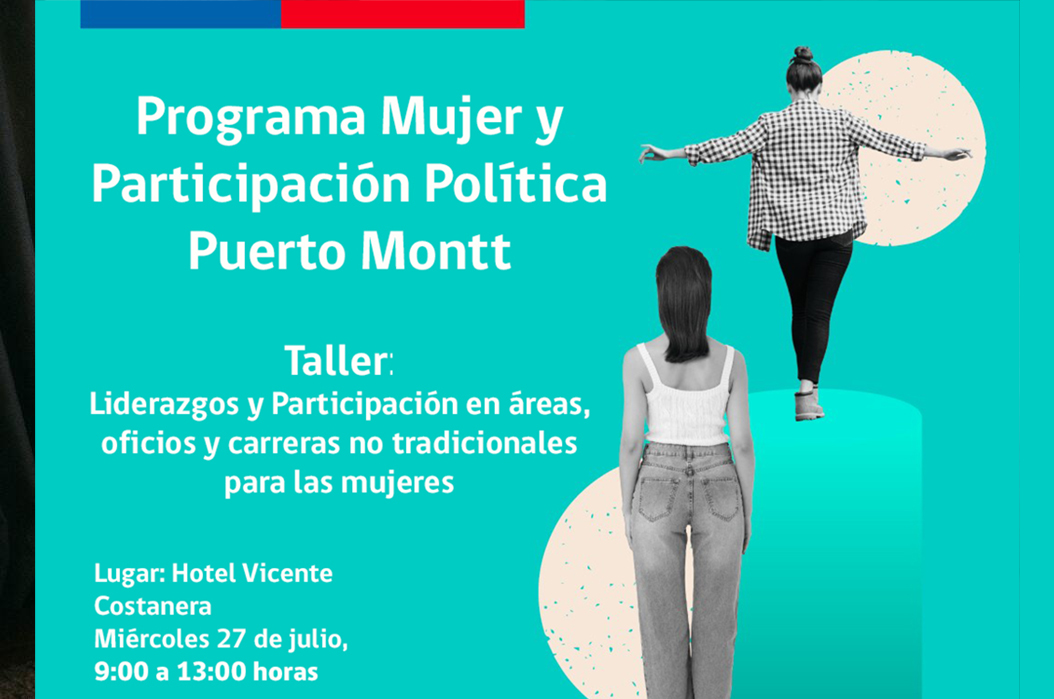 Programa Mujer y
Participación Política
Puerto Montt
Taller:
Liderazgos y Participación en áreas,
oficios y carreras no tradicionales
para las mujeres
Lugar: Hotel Vicente
Costanera
Miércoles 27 de julio,
9:00 a 13:00 horas